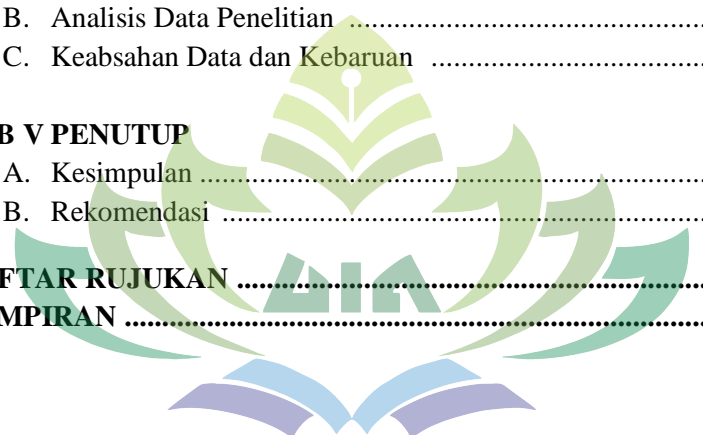 B. Analisis Data Penelitian ................................................
C. Keabsahan Data dan Kebaruan .....................................
B V PENUTUP
A. Kesimpulan ......................................................................
B. Rekomendasi ...................................................................
FTAR RUJUKAN ................................................................
MPIRAN .................................................................................